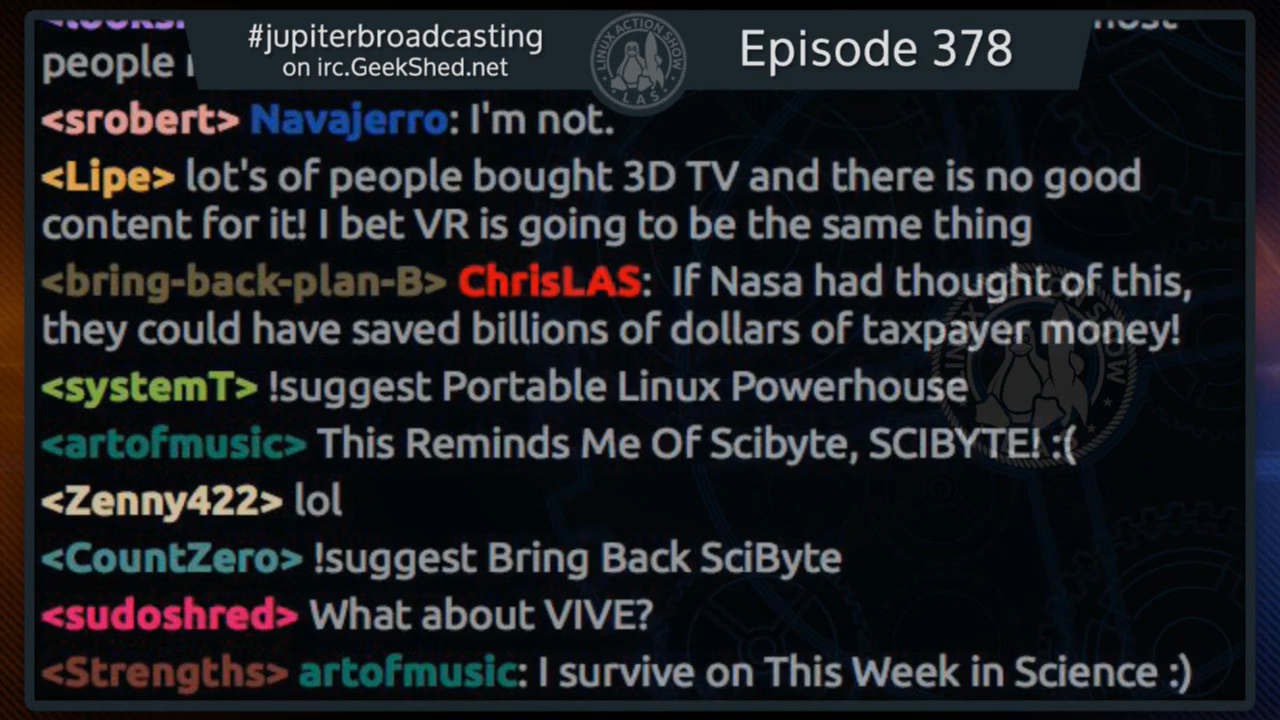 #jupiterbroadcasting
on irc.GeekShed.net
LINUX ACTION SHOW
LAS
Episode 378
people
<srobert> Navajerro: I'm not.
<Lipe> lot's of people bought 3D TV and there is no good
content for it! I bet VR is going to be the same thing
<bring-back-plan-B> ChrisLAS:  If Nasa had thought of this,
they could have saved billions of dollars of taxpayer money!
<systemT> !suggest Portable Linux Powerhouse
<artofmusic> This Reminds Me Of Scibyte, SCIBYTE! :(
<Zenny422> lol
<CountZero> !suggest Bring Back SciByte
<sudoshred> What about VIVE?
<Strengths> artofmusic: I survive on This Week in Science :)